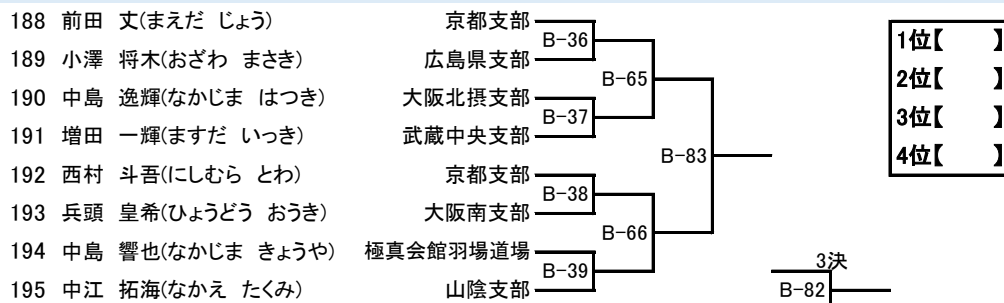 188 前田 丈(まえだ じょう) 京都支部
B-36
189 小澤 将木(おざわ まさき) 広島県支部
B-65
190 中島 逸輝(なかじま はつき) 大阪北摂支部
B-37
191 増田 一輝(ますだ いっき) 武蔵中央支部
B-83
192 西村 斗吾(にしむら とわ) 京都支部
B-38
193 兵頭 皇希(ひょうどう おうき) 大阪南支部
B-66
194 中島 響也(なかじま きょうや) 極真会館羽場道場
B-39
195 中江 拓海(なかえ たくみ) 山陰支部
1位【 】
2位【 】
3位【 】
4位【 】
3決
B-82